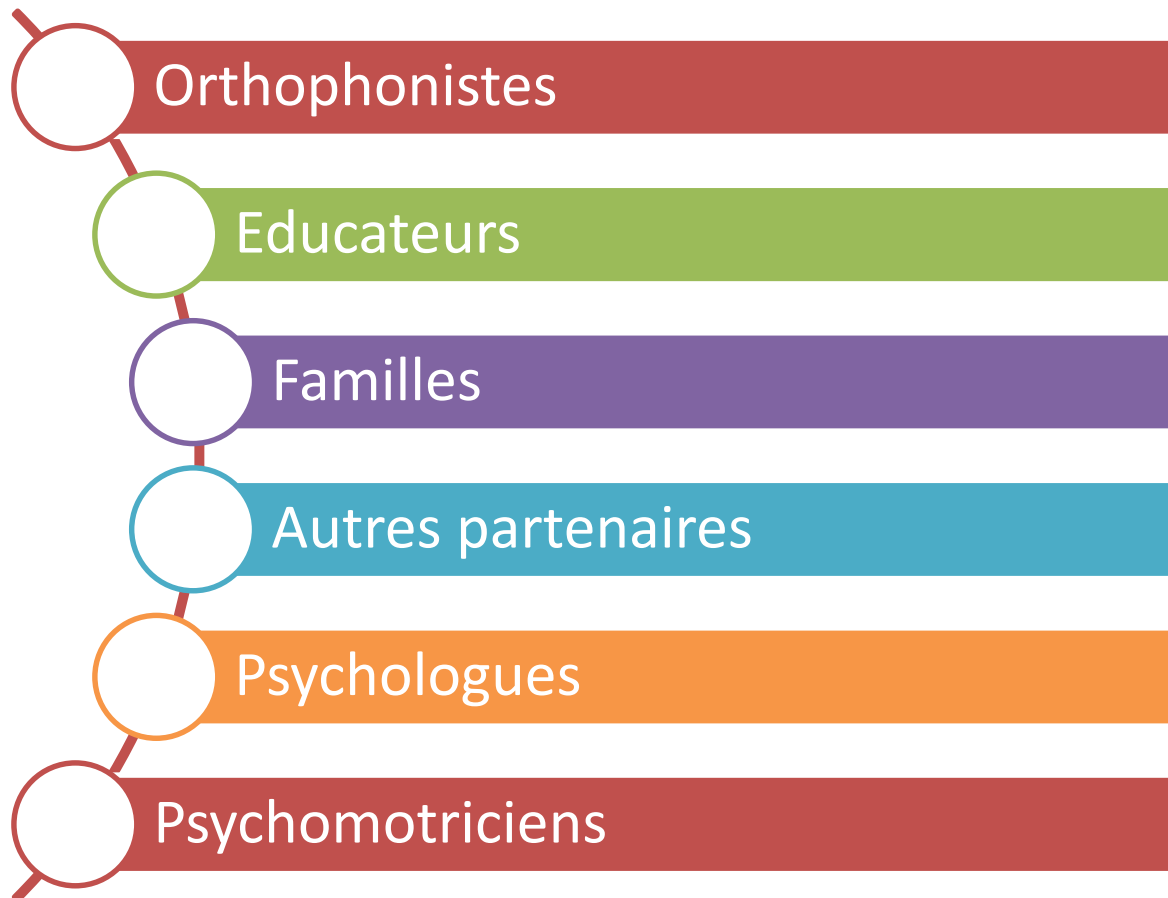 Orthophonistes
Educateurs
Familles
Autres partenaires
Psychologues
Psychomotriciens